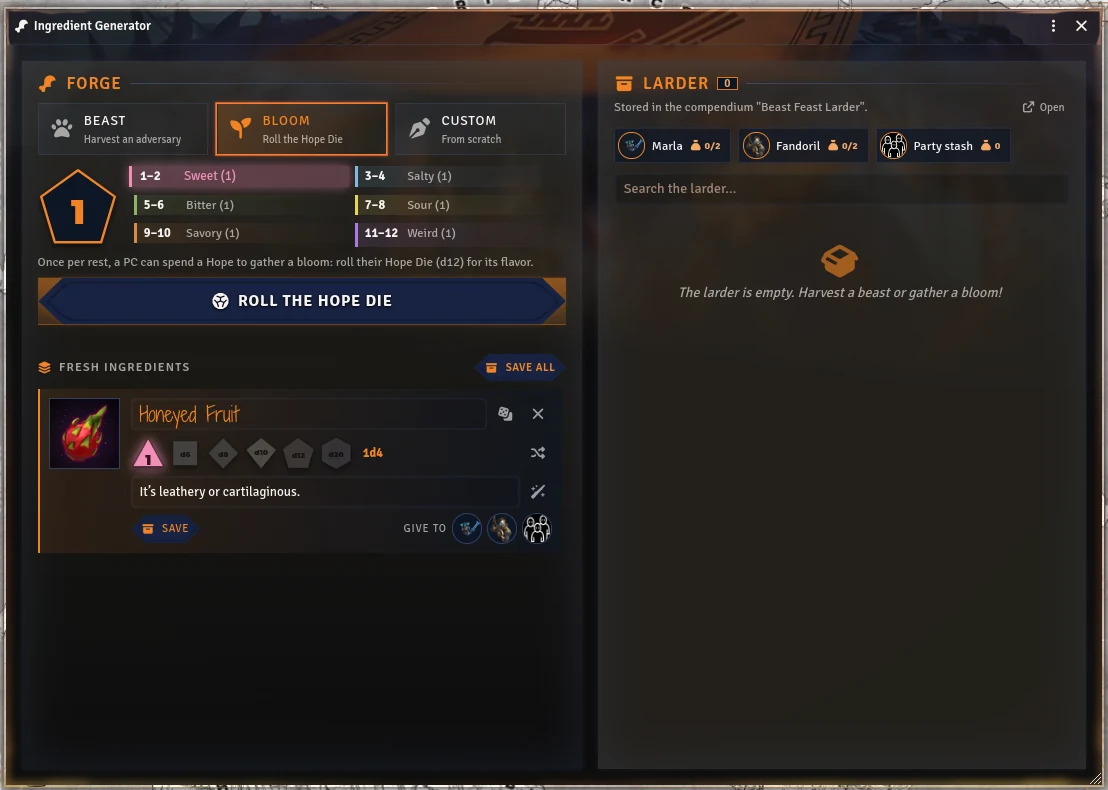 Ingredient Generator
FORGE
BEAST
Harvest an adversary
BLOOM
Roll the Hope Die
CUSTOM
From scratch
1
1–2 Sweet (1)
3–4 Salty (1)
5–6 Bitter (1)
7–8 Sour (1)
9–10 Savory (1)
11–12 Weird (1)
Once per rest, a PC can spend a Hope to gather a bloom: roll their Hope Die (d12) for its flavor.
ROLL THE HOPE DIE
FRESH INGREDIENTS
SAVE ALL
Honeyed Fruit
1 d6 d8 d10 d12 d20 1d4
It's leathery or cartilaginous.
SAVE
GIVE TO
LARDER 0
Stored in the compendium "Beast Feast Larder".
Open
Marla 0/2
Fandoril 0/2
Party stash 0
Search the larder...
The larder is empty. Harvest a beast or gather a bloom!